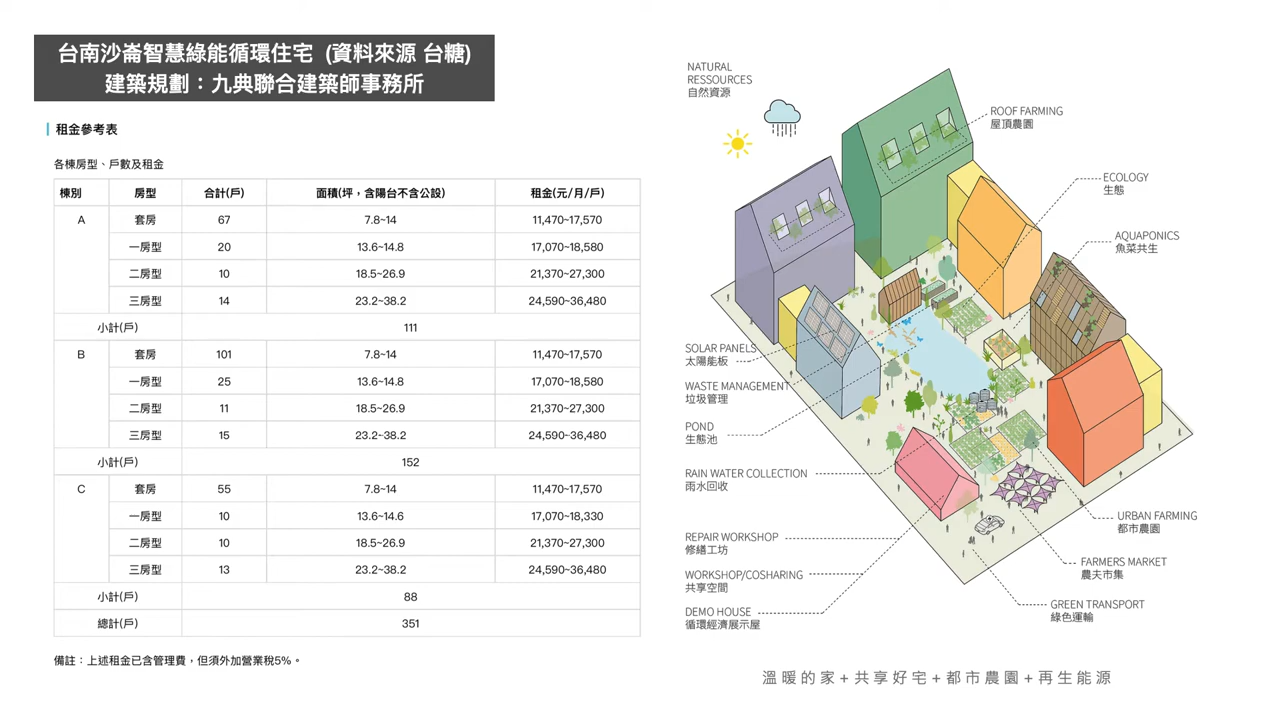 台南沙崙智慧綠能循環住宅 (資料來源 台糖)
建築規劃：九典聯合建築師事務所
租金參考表
各棟房型、戶數及租金
棟別 房型 合計(戶) 面積(坪，含陽台不含公設) 租金(元/月/戶)
A 套房 67 7.8~14 11,470~17,570
一房型 20 13.6~14.8 17,070~18,580
二房型 10 18.5~26.9 21,370~27,300
三房型 14 23.2~38.2 24,590~36,480
小計(戶) 111
B 套房 101 7.8~14 11,470~17,570
一房型 25 13.6~14.8 17,070~18,580
二房型 11 18.5~26.9 21,370~27,300
三房型 15 23.2~38.2 24,590~36,480
小計(戶) 152
C 套房 55 7.8~14 11,470~17,570
一房型 10 13.6~14.6 17,070~18,330
二房型 10 18.5~26.9 21,370~27,300
三房型 13 23.2~38.2 24,590~36,480
小計(戶) 88
總計(戶) 351
備註：上述租金已含管理費，但須外加營業稅5%。
NATURAL
RESSOURCES
自然資源
ROOF FARMING
屋頂農園
ECOLOGY
生態
AQUAPONICS
魚菜共生
SOLAR PANELS
太陽能板
WASTE MANAGEMENT
垃圾管理
POND
生態池
RAIN WATER COLLECTION
雨水回收
REPAIR WORKSHOP
修繕工坊
WORKSHOP/COSHARING
共享空間
DEMO HOUSE
循環經濟展示屋
URBAN FARMING
都市農園
FARMERS MARKET
農夫市集
GREEN TRANSPORT
綠色運輸
溫暖的家+共享好宅+都市農園+再生能源